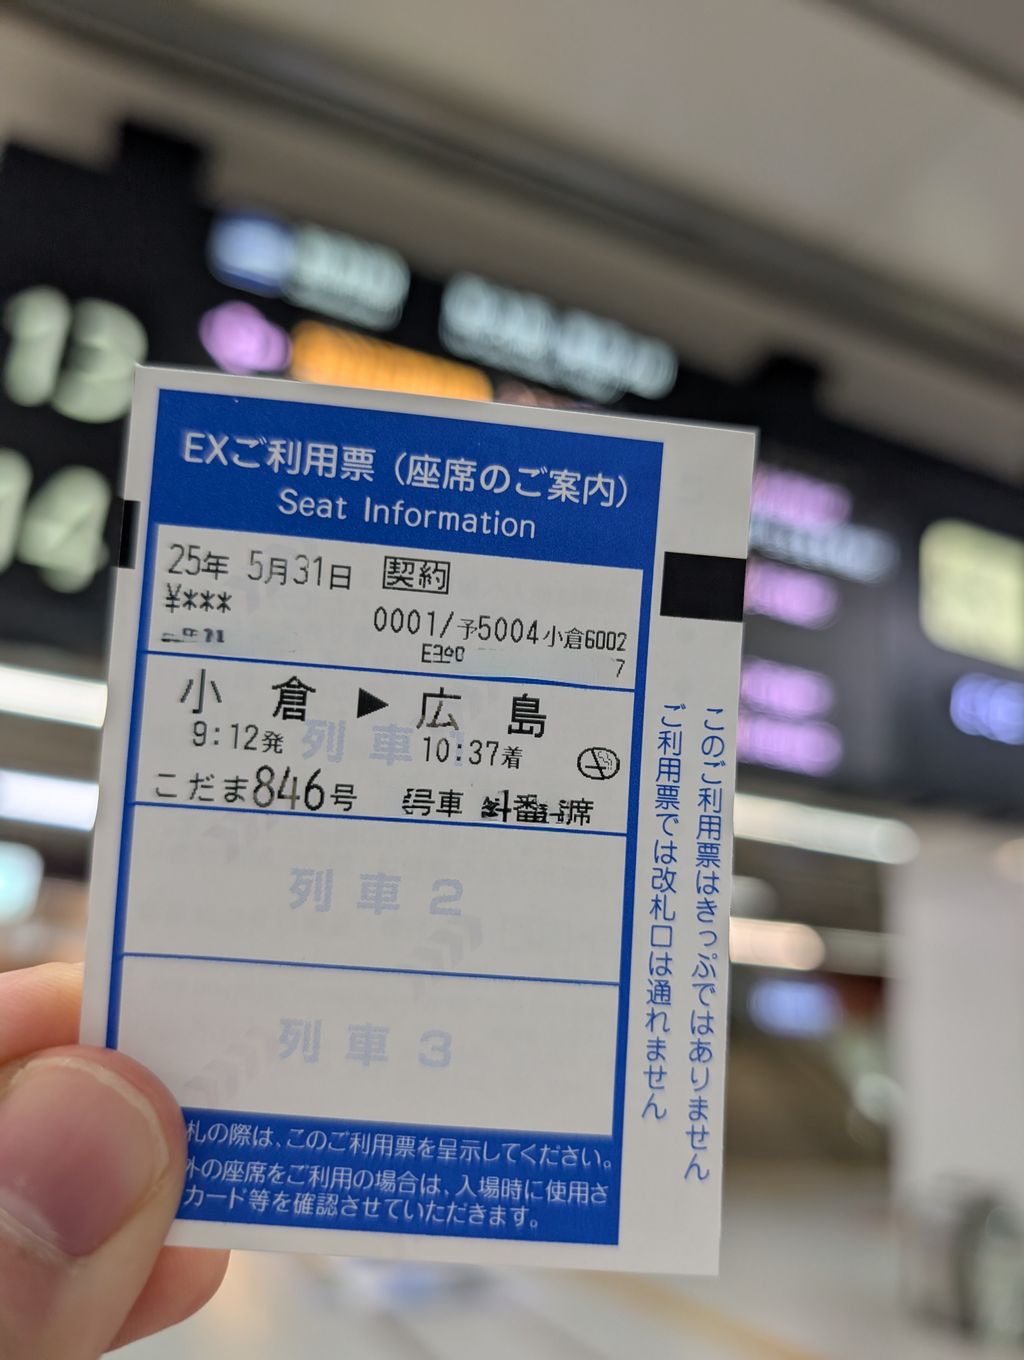 13
14
EXご利用票（座席のご案内）
Seat Information
25年 5月31日 契約
¥***
0001/予5004小倉6002
7
小倉▶広島
9:12発 10:37着
こだま846号 号車 番 席
列車1
列車2
列車3
札の際は、このご利用票を呈示してください。
外の座席をご利用の場合は、入場時に使用さ
カード等を確認させていただきます。
このご利用票はきっぷではありません
ご利用票では改札口は通れません